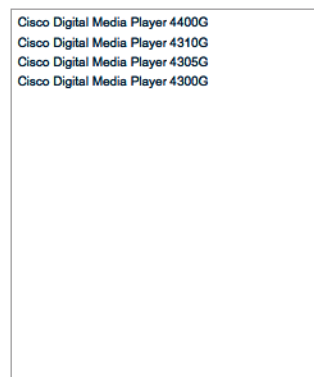 Cisco Digital Media Player 4400G
Cisco Digital Media Player 4310G
Cisco Digital Media Player 4305G
Cisco Digital Media Player 4300G